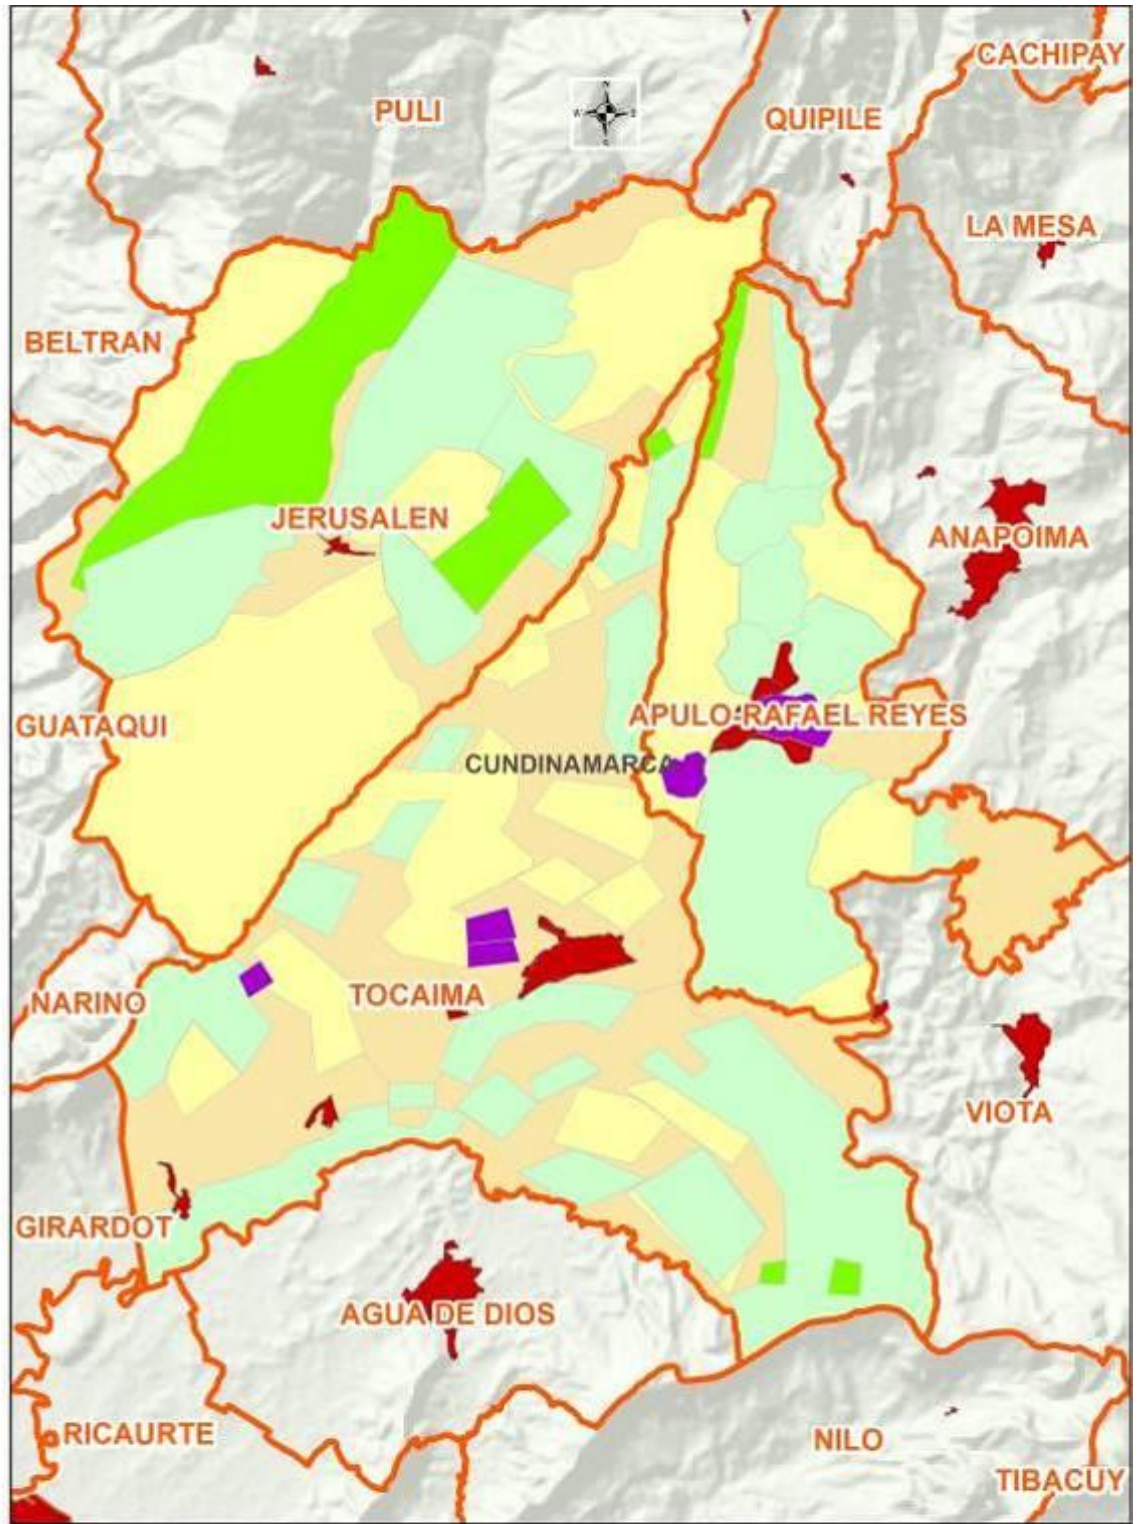 CACHIPAY
PULI
QUIPILE
N
W
E
S
LA MESA
BELTRAN
JERUSALEN
ANAPOIMA
GUATAQUI
APULO-RAFAEL REYES
CUNDINAMARCA
NARINO
TOCAIMA
VIOTA
GIRARDOT
AGUA DE DIOS
RICAURTE
NILO
TIBACUY